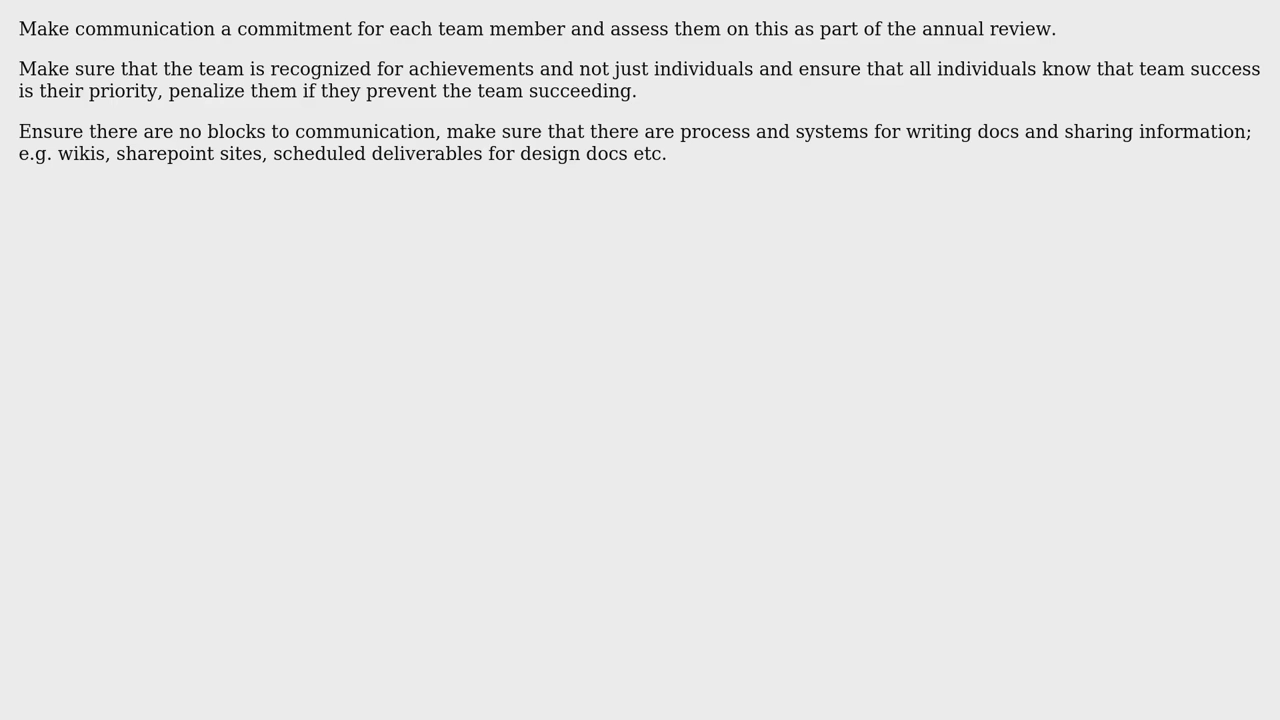 Make communication a commitment for each team member and assess them on this as part of the annual review.
Make sure that the team is recognized for achievements and not just individuals and ensure that all individuals know that team success
is their priority, penalize them if they prevent the team succeeding.
Ensure there are no blocks to communication, make sure that there are process and systems for writing docs and sharing information;
e.g. wikis, sharepoint sites, scheduled deliverables for design docs etc.